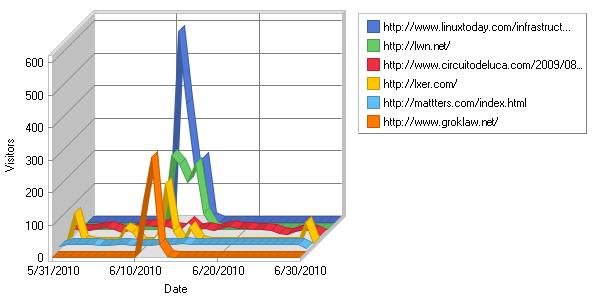 600
500
400
300
200
100
0
Visitors
5/31/2010
6/10/2010
6/20/2010
6/30/2010
Date
http://www.linuxtoday.com/infrastruct...
http://lwn.net/
http://www.circuitodeluca.com/2009/08...
http://lxer.com/
http://mattters.com/index.html
http://www.groklaw.net/